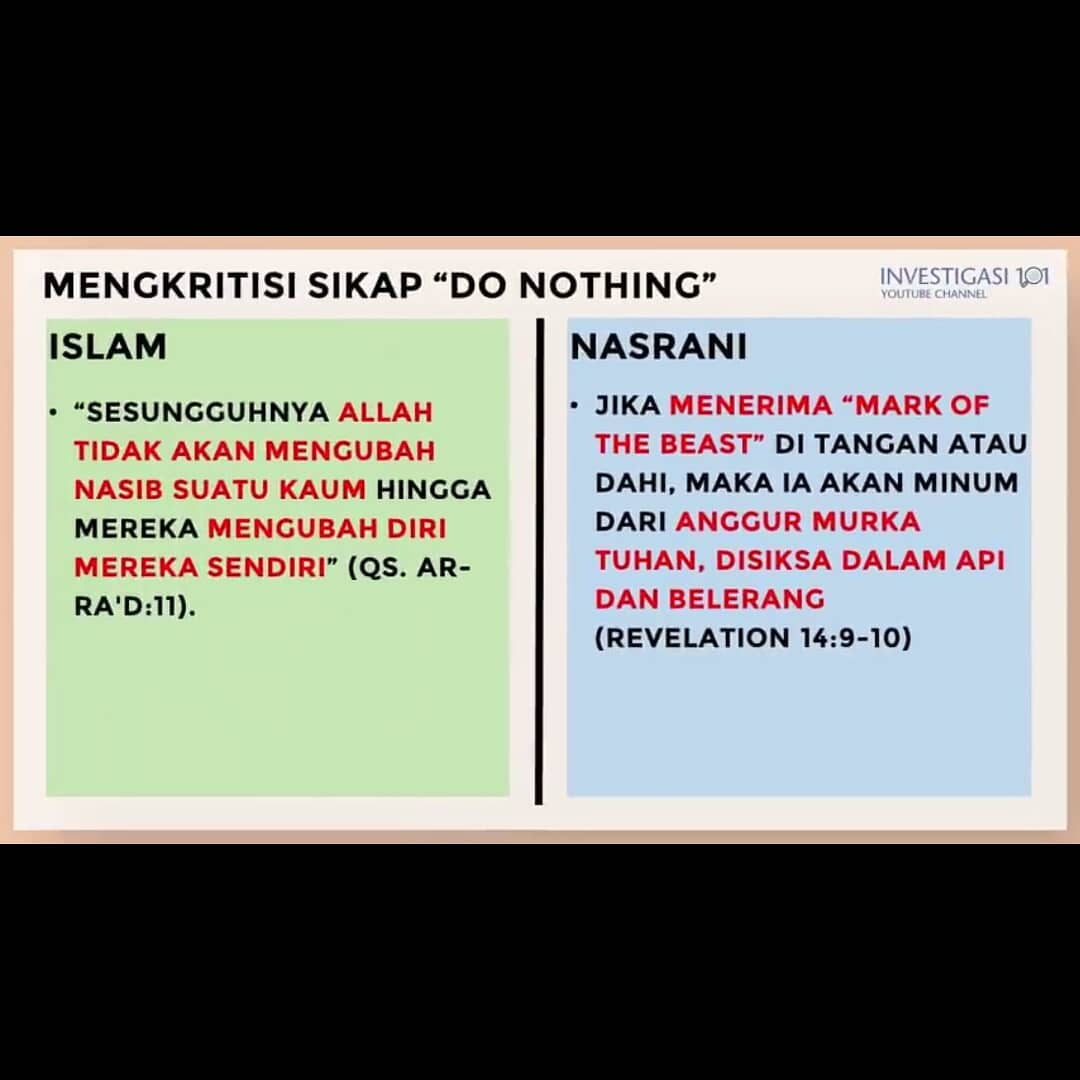 MENGKRITISI SIKAP “DO NOTHING”
INVESTIGASI 101
YOUTUBE CHANNEL
ISLAM
• “SESUNGGUHNYA ALLAH
TIDAK AKAN MENGUBAH
NASIB SUATU KAUM HINGGA
MEREKA MENGUBAH DIRI
MEREKA SENDIRI” (QS. AR-
RA'D:11).
NASRANI
• JIKA MENERIMA “MARK OF
THE BEAST” DI TANGAN ATAU
DAHI, MAKA IA AKAN MINUM
DARI ANGGUR MURKA
TUHAN, DISIKSA DALAM API
DAN BELERANG
(REVELATION 14:9-10)